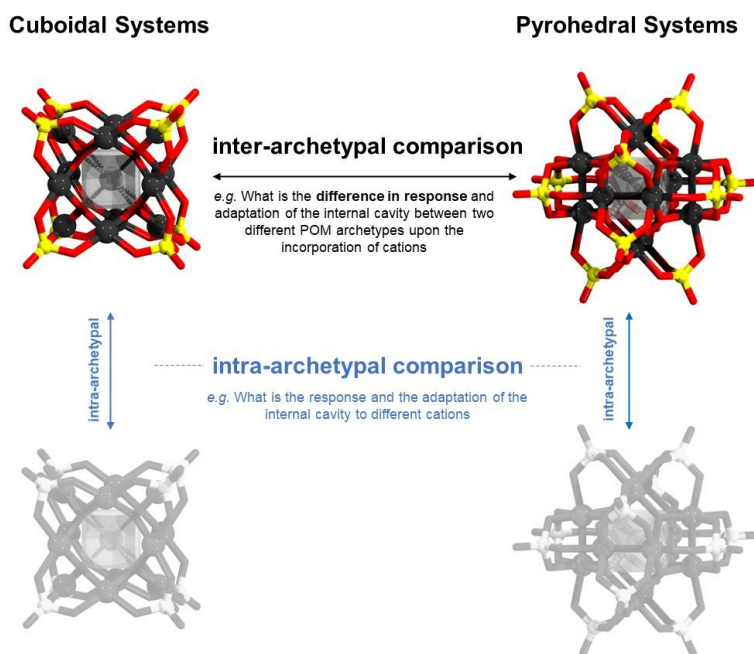 Cuboidal Systems
Pyrohedral Systems
inter-archetypal comparison
e.g. What is the difference in response and
adaptation of the internal cavity between two
different POM archetypes upon the
incorporation of cations
intra-archetypal
intra-archetypal comparison
e.g. What is the response and the adaptation of the
internal cavity to different cations
intra-archetypal